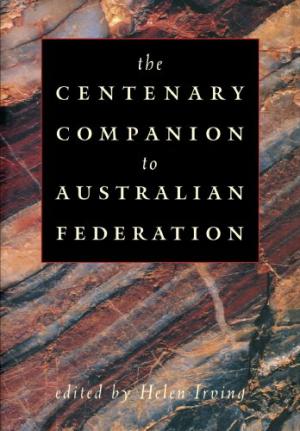 the
CENTENARY
COMPANION
to
AUSTRALIAN
FEDERATION
edited by Helen Irving